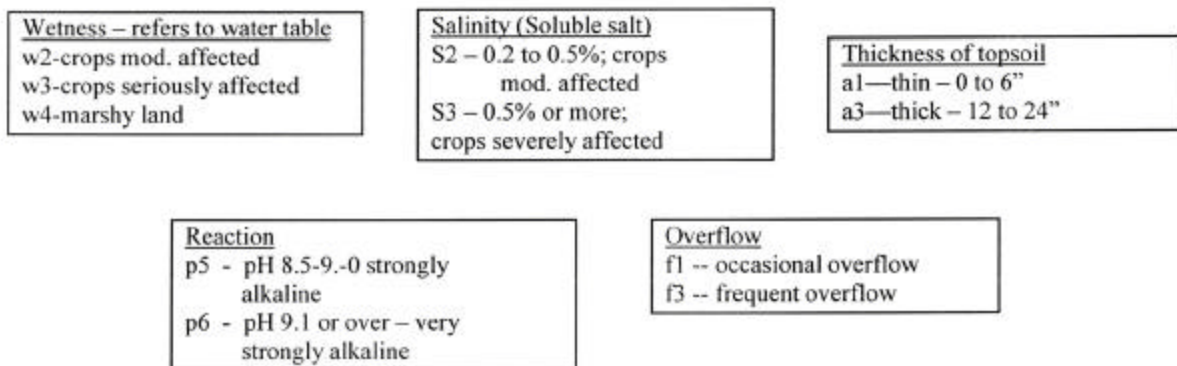 Wetness – refers to water table
w2-crops mod. affected
w3-crops seriously affected
w4-marshy land
Salinity (Soluble salt)
S2 – 0.2 to 0.5%; crops
mod. affected
S3 – 0.5% or more;
crops severely affected
Thickness of topsoil
a1—thin – 0 to 6”
a3—thick – 12 to 24”
Reaction
p5 - pH 8.5-9.-0 strongly
alkaline
p6 - pH 9.1 or over – very
strongly alkaline
Overflow
f1 -- occasional overflow
f3 -- frequent overflow